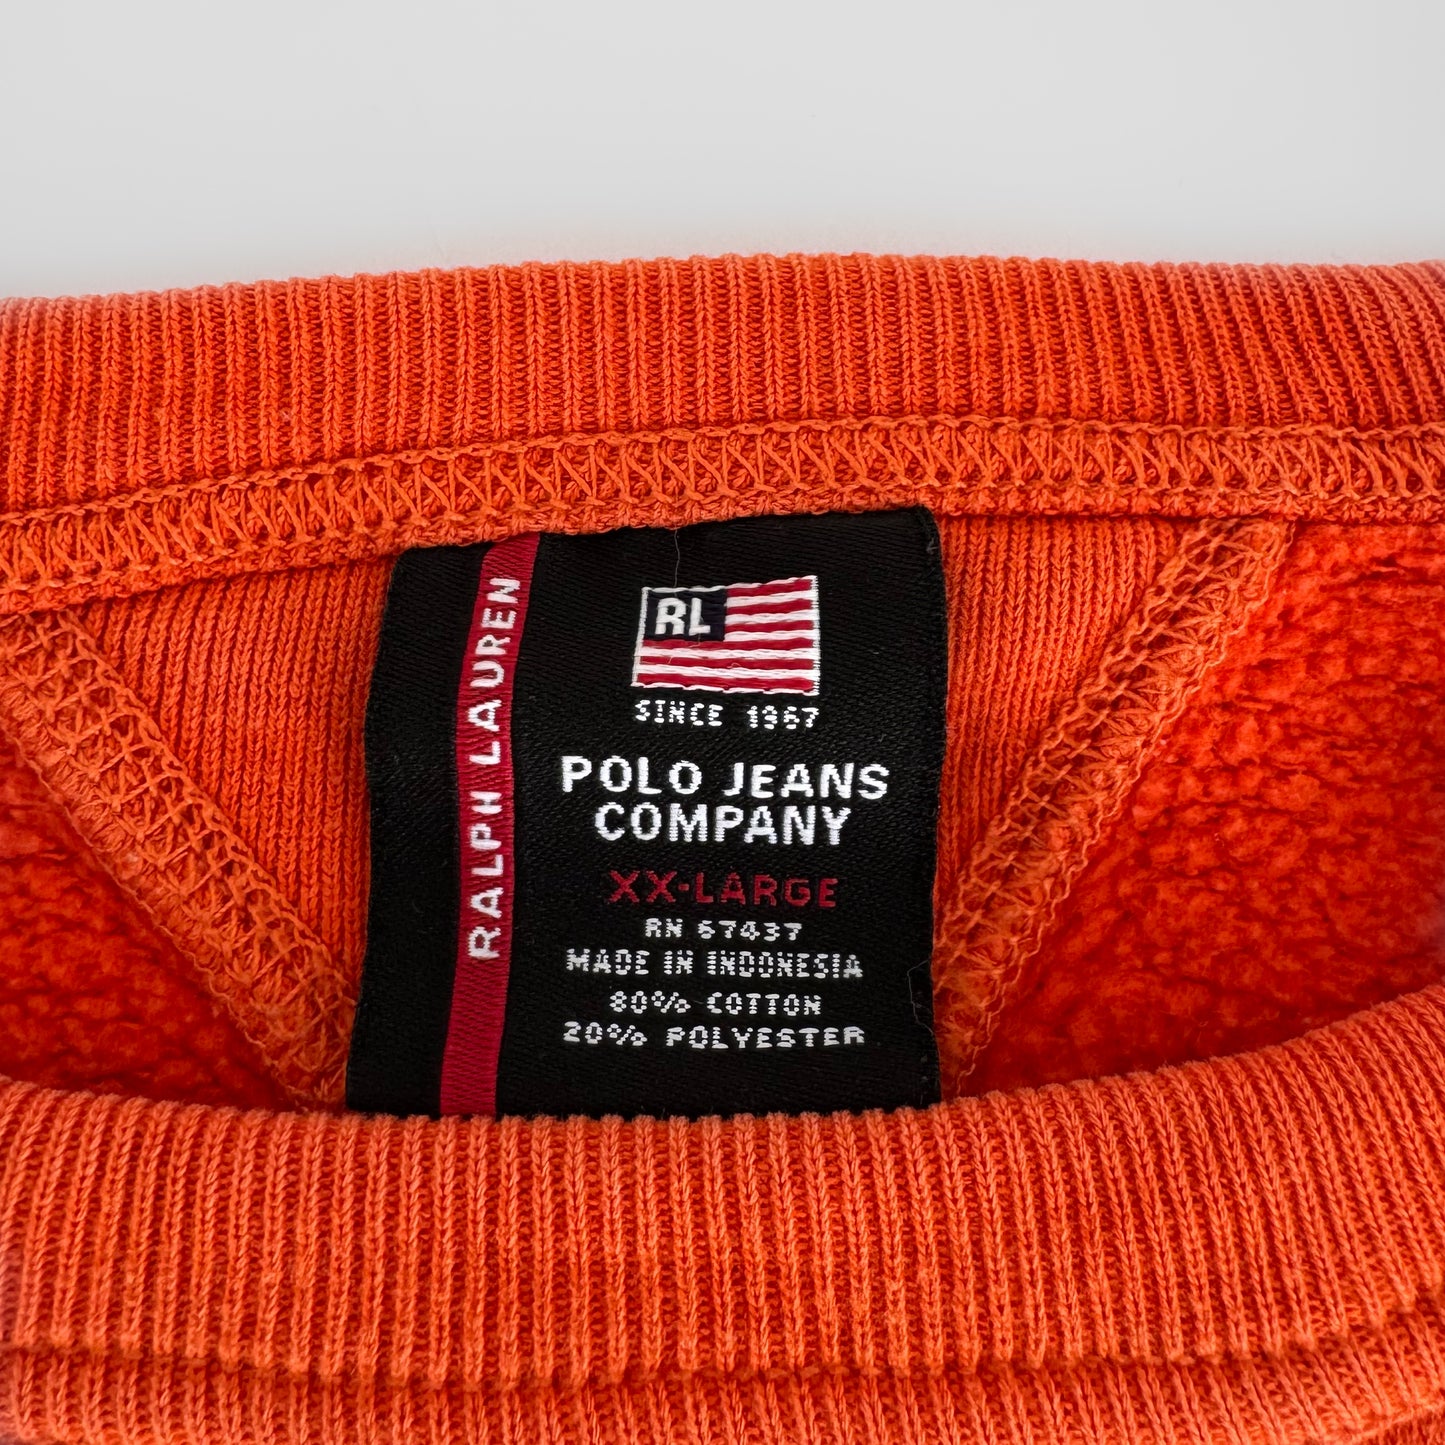 RALPH LAUREN
RL
SINCE 1967
POLO JEANS
COMPANY
XX-LARGE
RN 67437
MADE IN INDONESIA
80% COTTON
20% POLYESTER